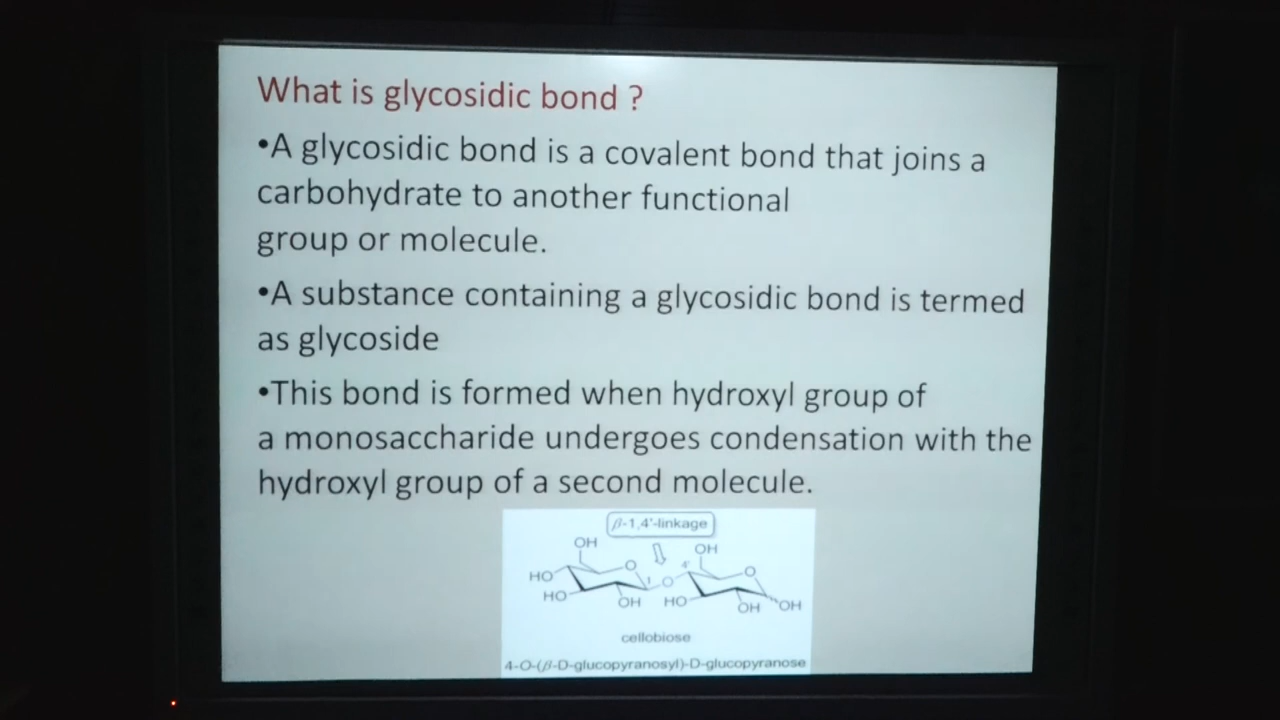 What is glycosidic bond ?
•A glycosidic bond is a covalent bond that joins a
carbohydrate to another functional
group or molecule.
•A substance containing a glycosidic bond is termed
as glycoside
•This bond is formed when hydroxyl group of
a monosaccharide undergoes condensation with the
hydroxyl group of a second molecule.
β-1,4'-linkage
OH OH
O O
HO 1 O 4'
HO OH HO OH OH
cellobiose
4-O-(β-D-glucopyranosyl)-D-glucopyranose